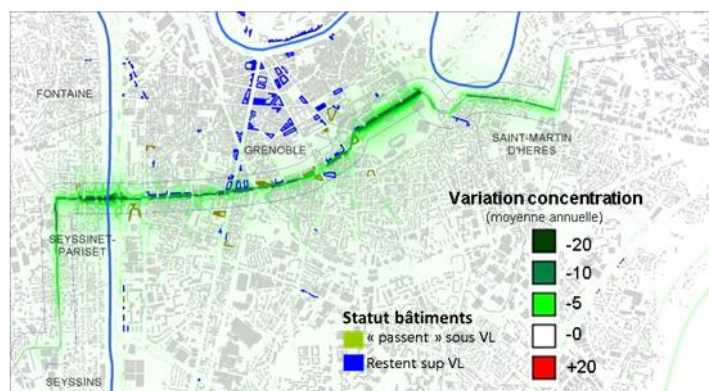 FONTAINE
GRENOBLE
SAINT-MARTIN
D'HERES
SEYSSINET-
PARISET
SEYSSINS
Variation concentration
(moyenne annuelle)
-20
-10
-5
-0
+20
Statut bâtiments
« passent » sous VL
Restent sup VL